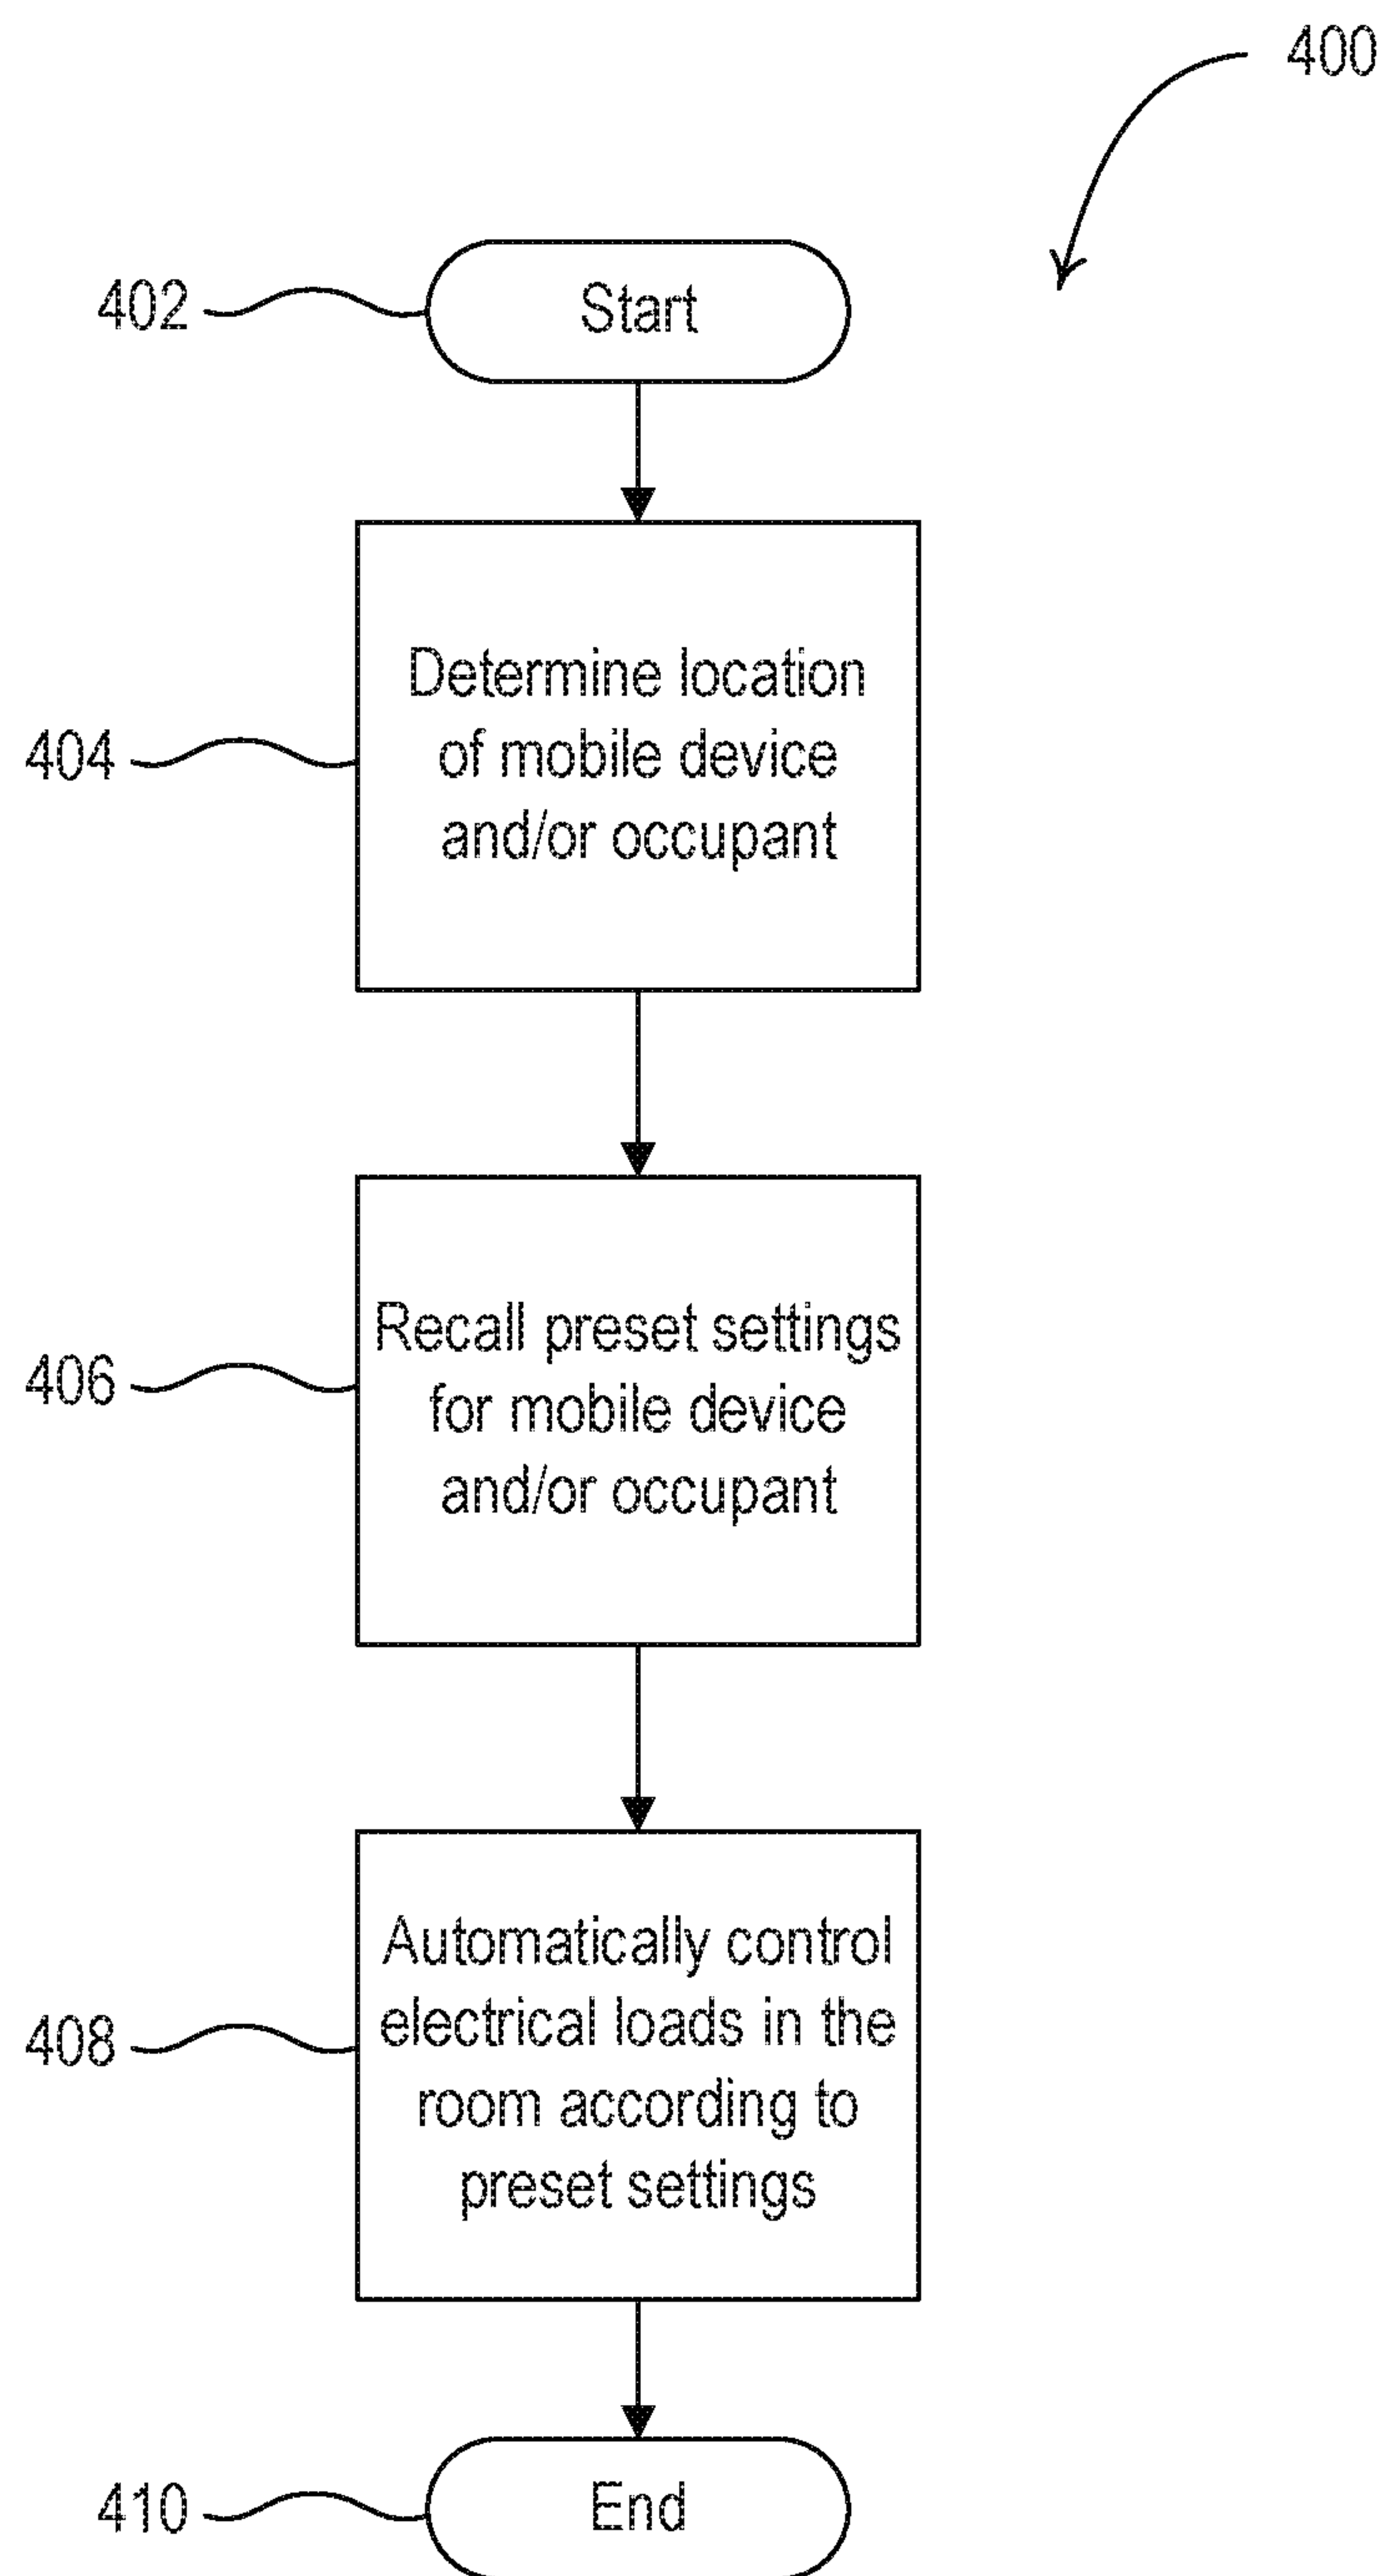 400
402
Start
404
Determine location
of mobile device
and/or occupant
406
Recall preset settings
for mobile device
and/or occupant
408
Automatically control
electrical loads in the
room according to
preset settings
410
End